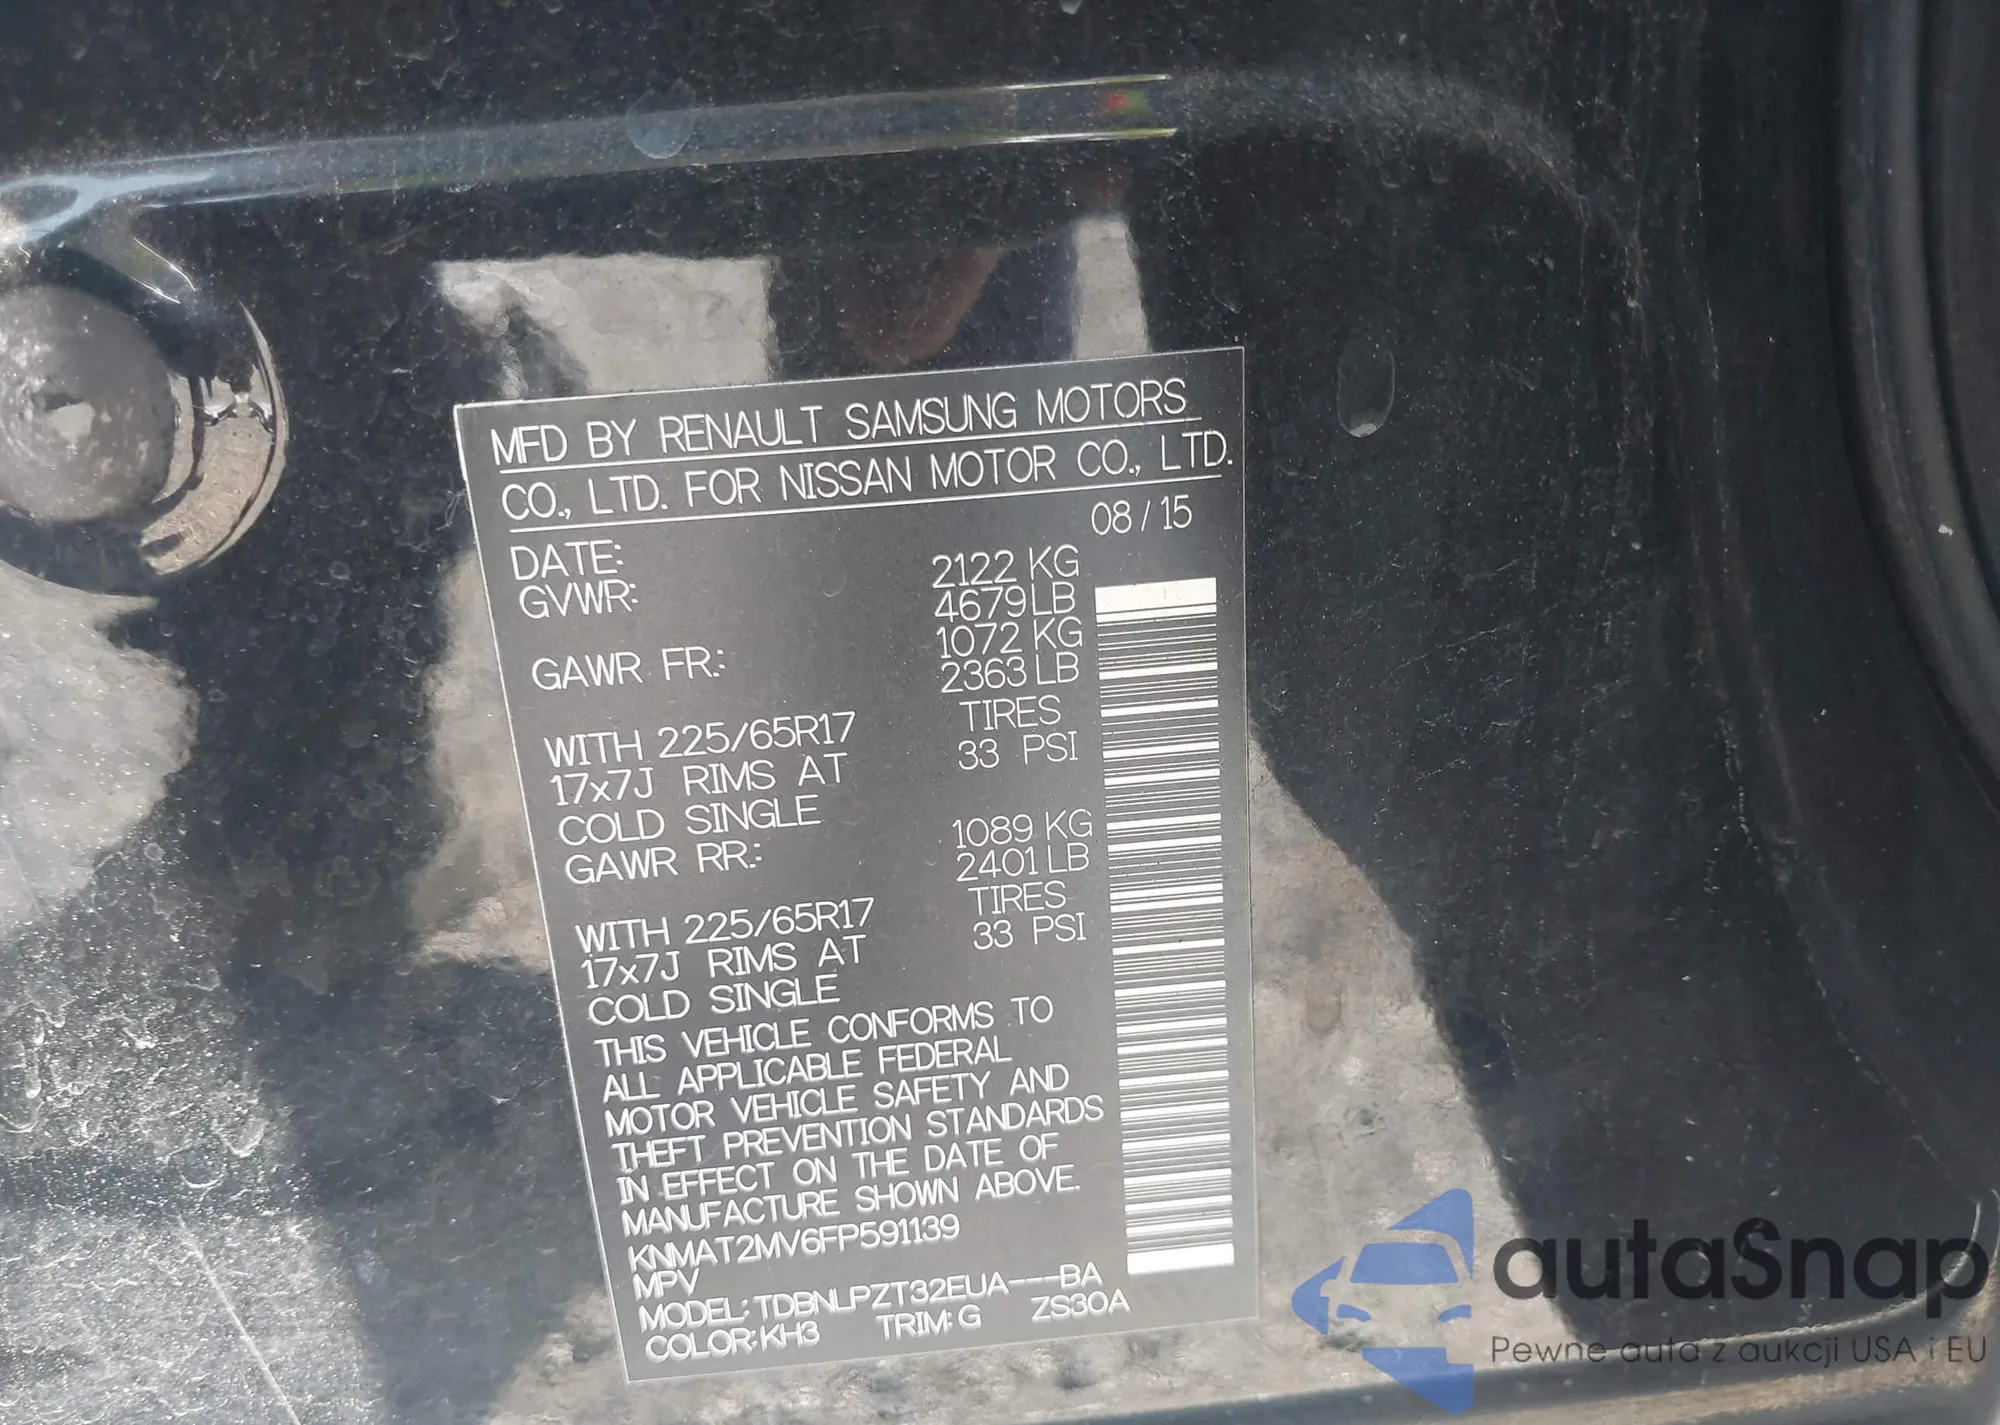 MFD BY RENAULT SAMSUNG MOTORS
CO., LTD. FOR NISSAN MOTOR CO., LTD.
DATE: 08 / 15
GVWR: 2122 KG
4679 LB
GAWR FR.: 1072 KG
2363 LB
WITH 225/65R17 TIRES
17x7J RIMS AT 33 PSI
COLD SINGLE
GAWR RR.: 1089 KG
2401 LB
WITH 225/65R17 TIRES
17x7J RIMS AT 33 PSI
COLD SINGLE
THIS VEHICLE CONFORMS TO
ALL APPLICABLE FEDERAL
MOTOR VEHICLE SAFETY AND
THEFT PREVENTION STANDARDS
IN EFFECT ON THE DATE OF
MANUFACTURE SHOWN ABOVE.
KNMAT2MV6FP591139
MPV
MODEL: TDBNLPZT32EUA---BA
COLOR: KH3 TRIM: G ZS30A
autaSnap
Pewne auta z aukcji USA i EU